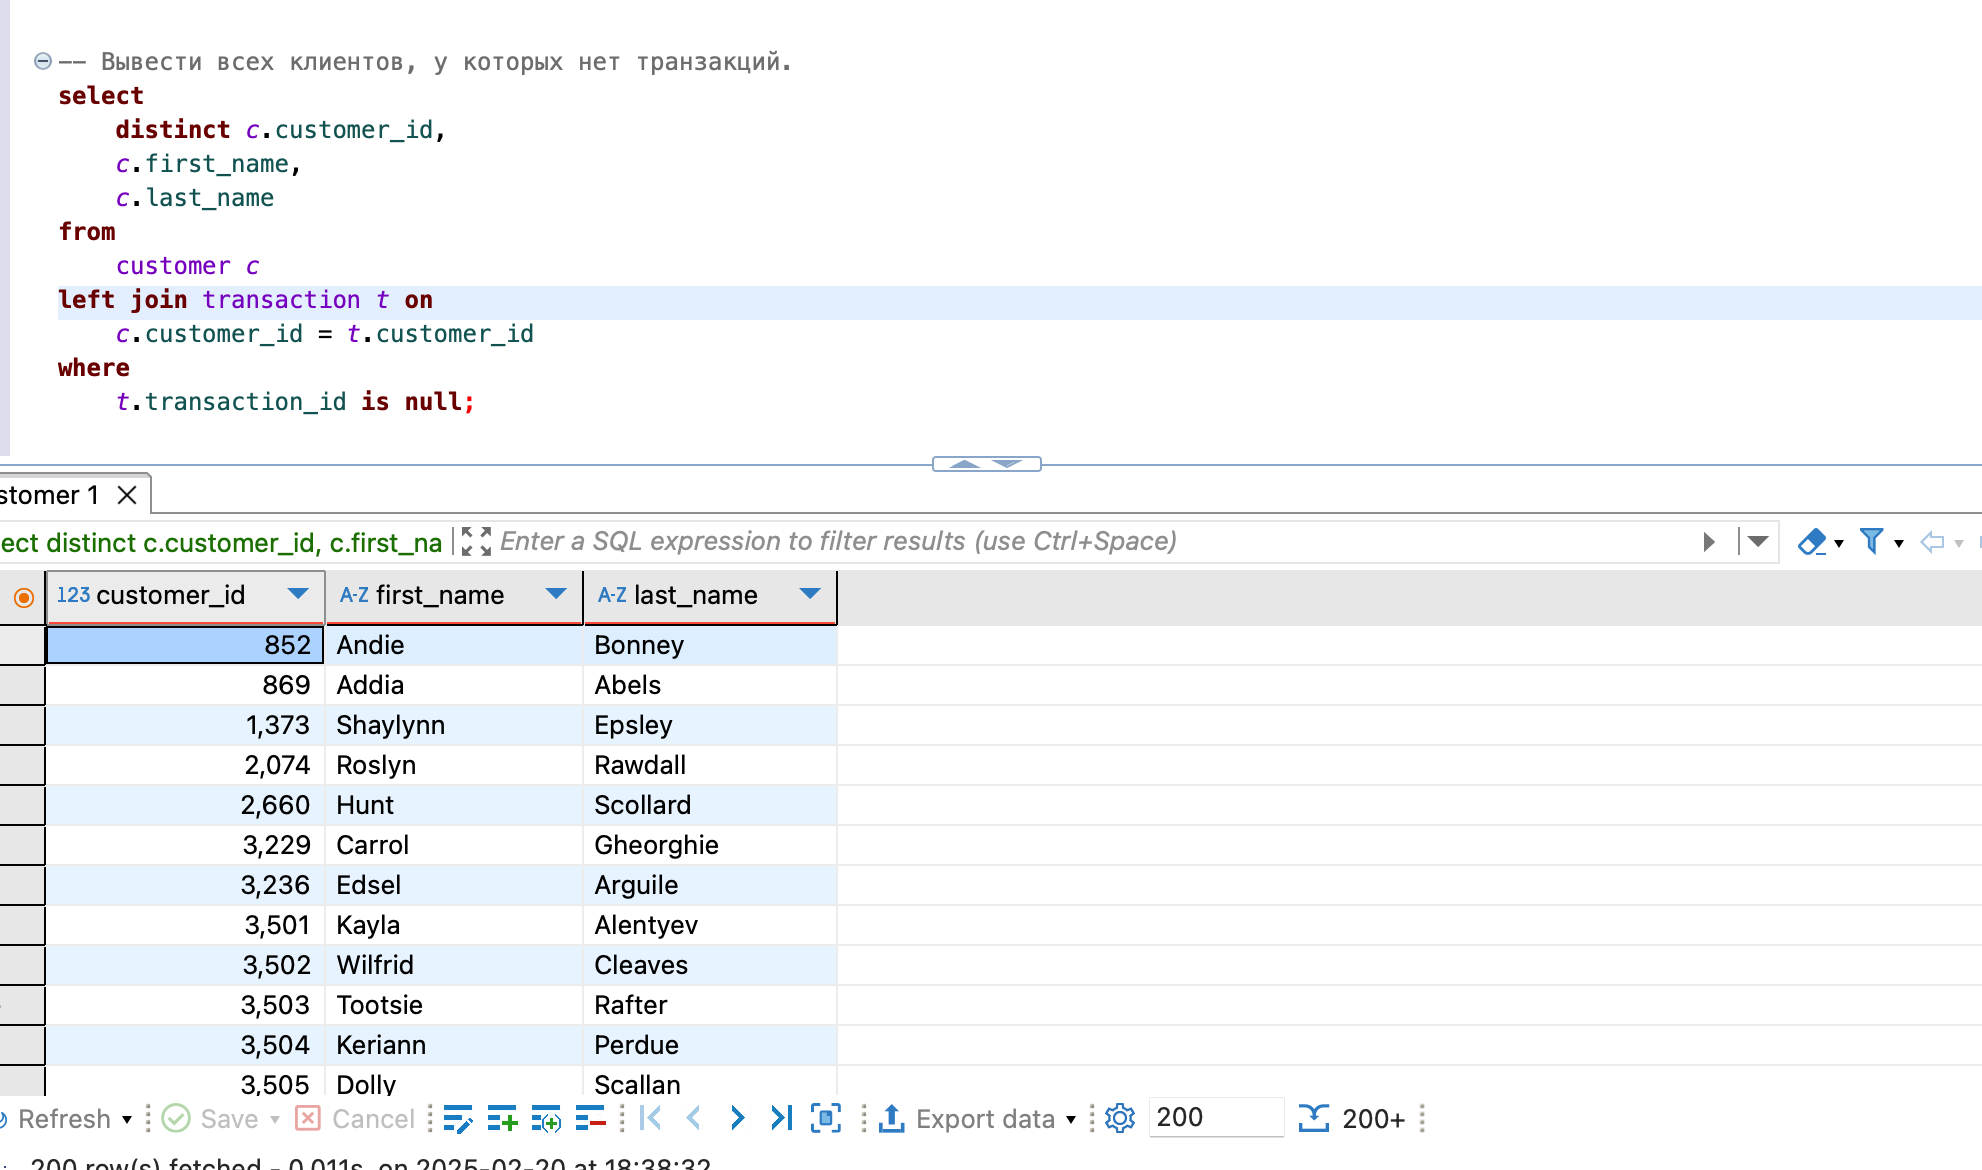 -- Вывести всех клиентов, у которых нет транзакций.
select
distinct c.customer_id,
c.first_name,
c.last_name
from
customer c
left join transaction t on
c.customer_id = t.customer_id
where
t.transaction_id is null;
stomer 1
ect distinct c.customer_id, c.first_na Enter a SQL expression to filter results (use Ctrl+Space)
123 customer_id A-Z first_name A-Z last_name
852 Andie Bonney
869 Addia Abels
1,373 Shaylynn Epsley
2,074 Roslyn Rawdall
2,660 Hunt Scollard
3,229 Carrol Gheorghie
3,236 Edsel Arguile
3,501 Kayla Alentyev
3,502 Wilfrid Cleaves
3,503 Tootsie Rafter
3,504 Keriann Perdue
3,505 Dolly Scallan
Refresh Save Cancel Export data 200 200+
200 row(s) fetched - 0.011s, on 2025-02-20 at 18:38:32